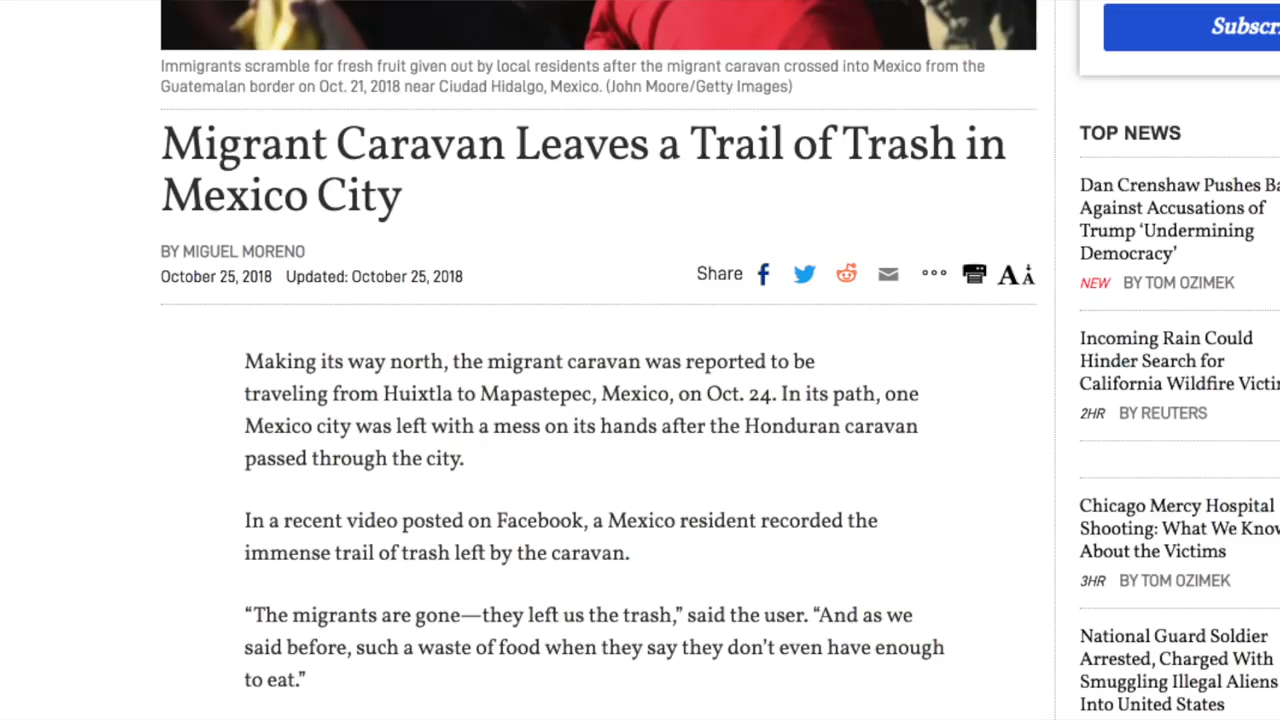 Immigrants scramble for fresh fruit given out by local residents after the migrant caravan crossed into Mexico from the
Guatemalan border on Oct. 21, 2018 near Ciudad Hidalgo, Mexico. (John Moore/Getty Images)
Migrant Caravan Leaves a Trail of Trash in
Mexico City
BY MIGUEL MORENO
October 25, 2018 Updated: October 25, 2018
Share
A A
Making its way north, the migrant caravan was reported to be
traveling from Huixtla to Mapastepec, Mexico, on Oct. 24. In its path, one
Mexico city was left with a mess on its hands after the Honduran caravan
passed through the city.
In a recent video posted on Facebook, a Mexico resident recorded the
immense trail of trash left by the caravan.
“The migrants are gone—they left us the trash,” said the user. “And as we
said before, such a waste of food when they say they don’t even have enough
to eat.”
Subscr
TOP NEWS
Dan Crenshaw Pushes Ba
Against Accusations of
Trump ‘Undermining
Democracy’
NEW BY TOM OZIMEK
Incoming Rain Could
Hinder Search for
California Wildfire Victi
2HR BY REUTERS
Chicago Mercy Hospital
Shooting: What We Know
About the Victims
3HR BY TOM OZIMEK
National Guard Soldier
Arrested, Charged With
Smuggling Illegal Aliens
Into United States